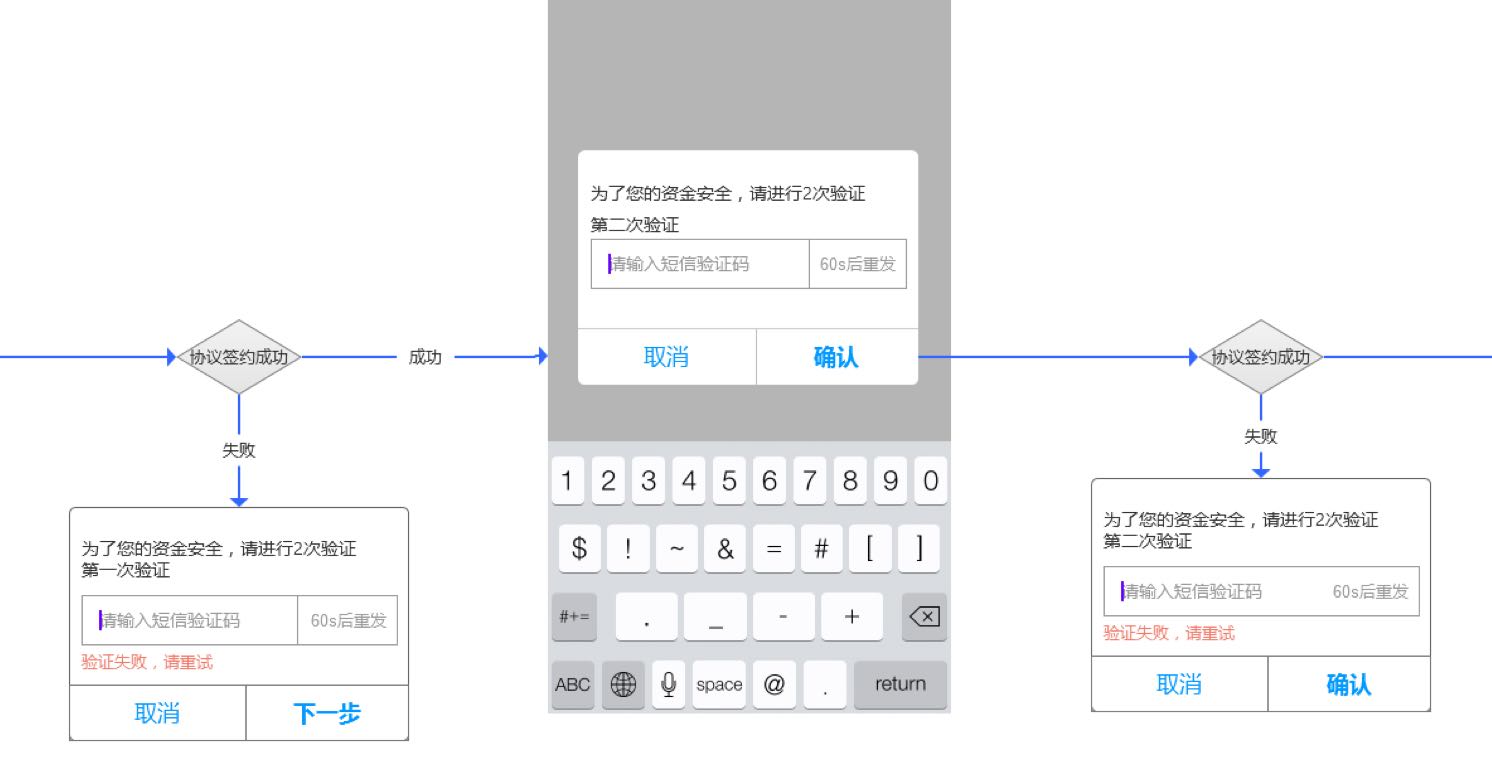 协议签约成功
成功
失败
为了您的资金安全，请进行2次验证
第一次验证
请输入短信验证码 60s后重发
验证失败，请重试
取消 下一步
为了您的资金安全，请进行2次验证
第二次验证
请输入短信验证码 60s后重发
取消 确认
1 2 3 4 5 6 7 8 9 0
$ ! ~ & = # [ ]
#+= . _ - +
ABC space @ . return
协议签约成功
失败
为了您的资金安全，请进行2次验证
第二次验证
请输入短信验证码 60s后重发
验证失败，请重试
取消 确认